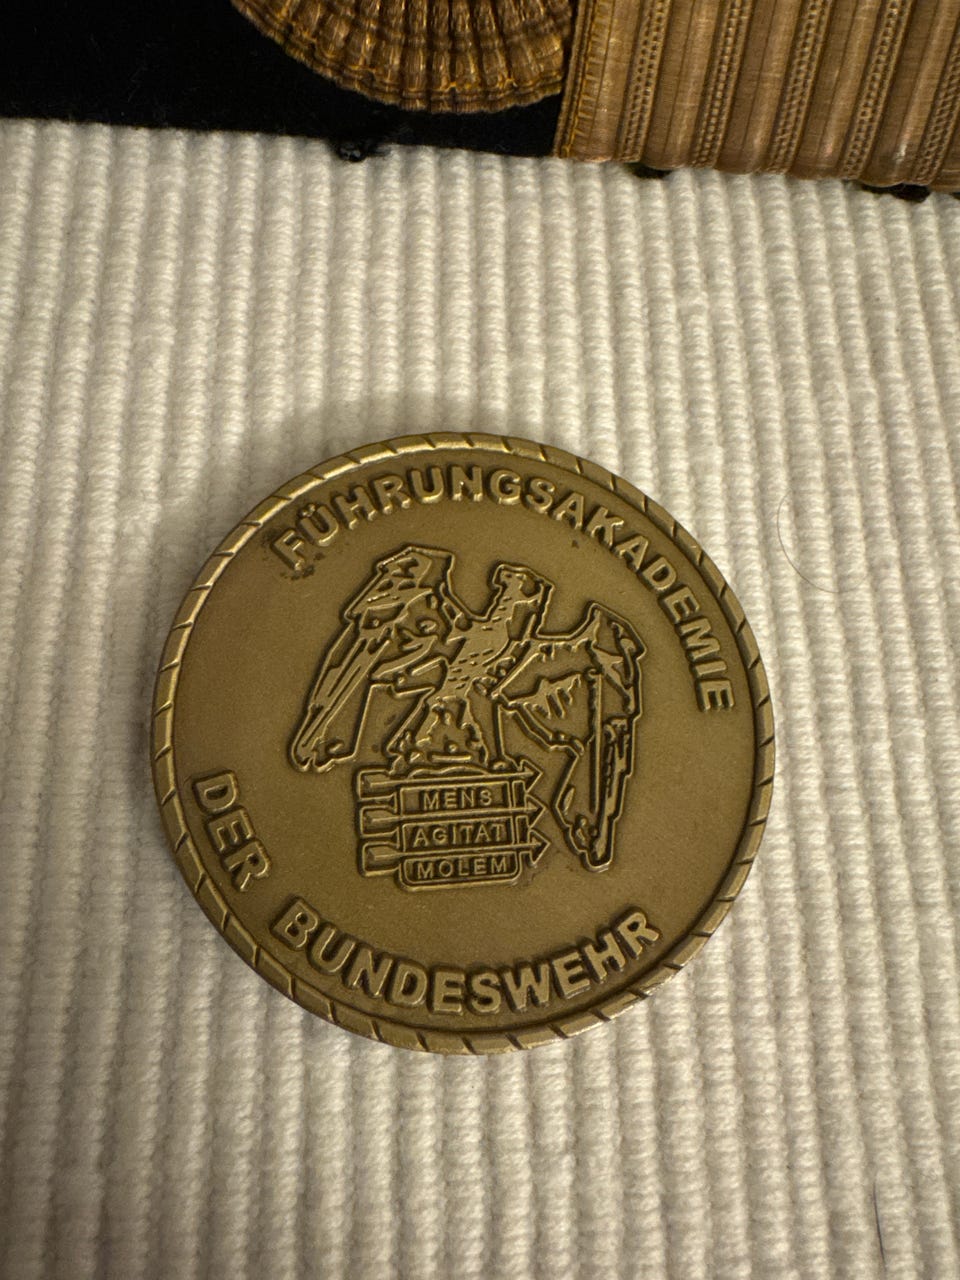 FÜHRUNGSAKADEMIE
DER BUNDESWEHR
MENS
AGITAT
MOLEM